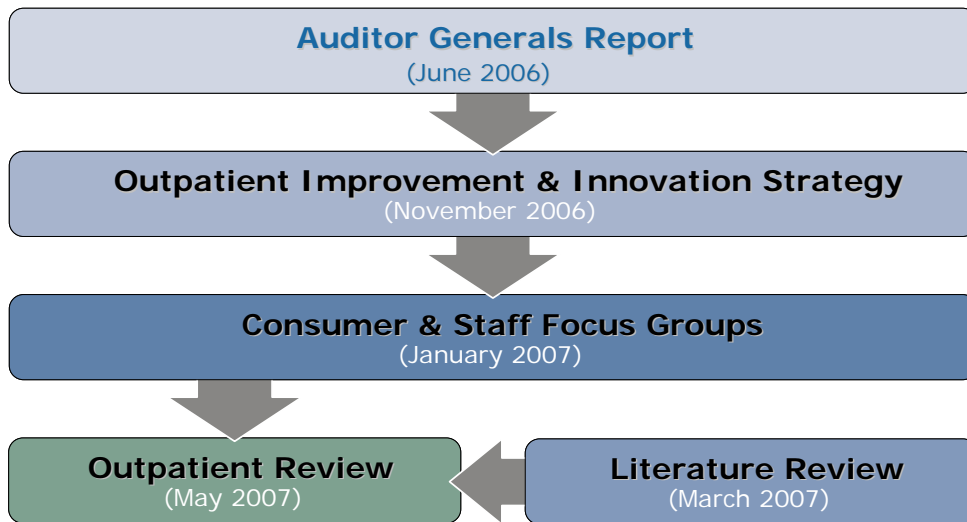 Auditor Generals Report
(June 2006)
Outpatient Improvement & Innovation Strategy
(November 2006)
Consumer & Staff Focus Groups
(January 2007)
Outpatient Review
(May 2007)
Literature Review
(March 2007)